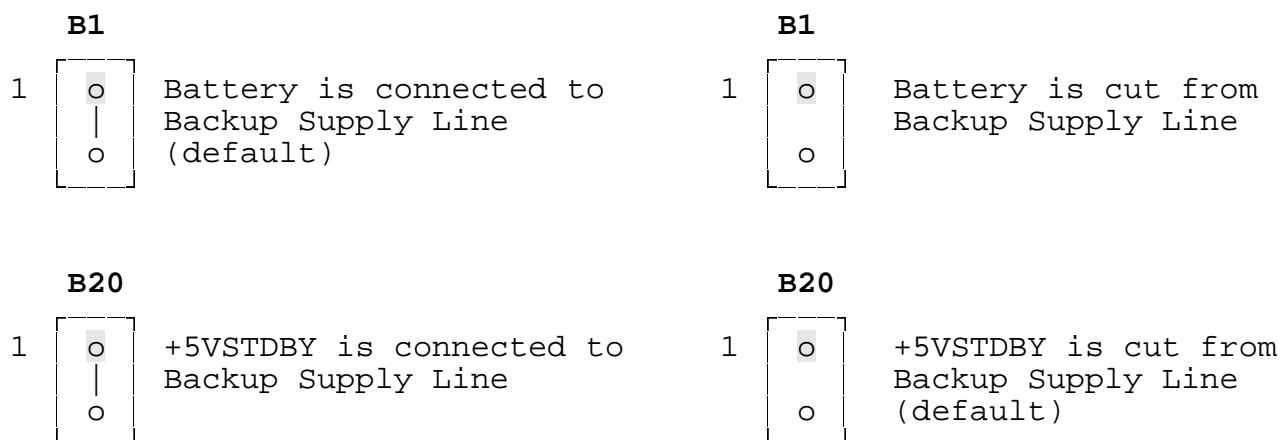 B1 B1
1 o Battery is connected to 1 o Battery is cut from
| Backup Supply Line Backup Supply Line
o (default) o
B20 B20
1 o +5VSTDBY is connected to 1 o +5VSTDBY is cut from
| Backup Supply Line Backup Supply Line
o o (default)